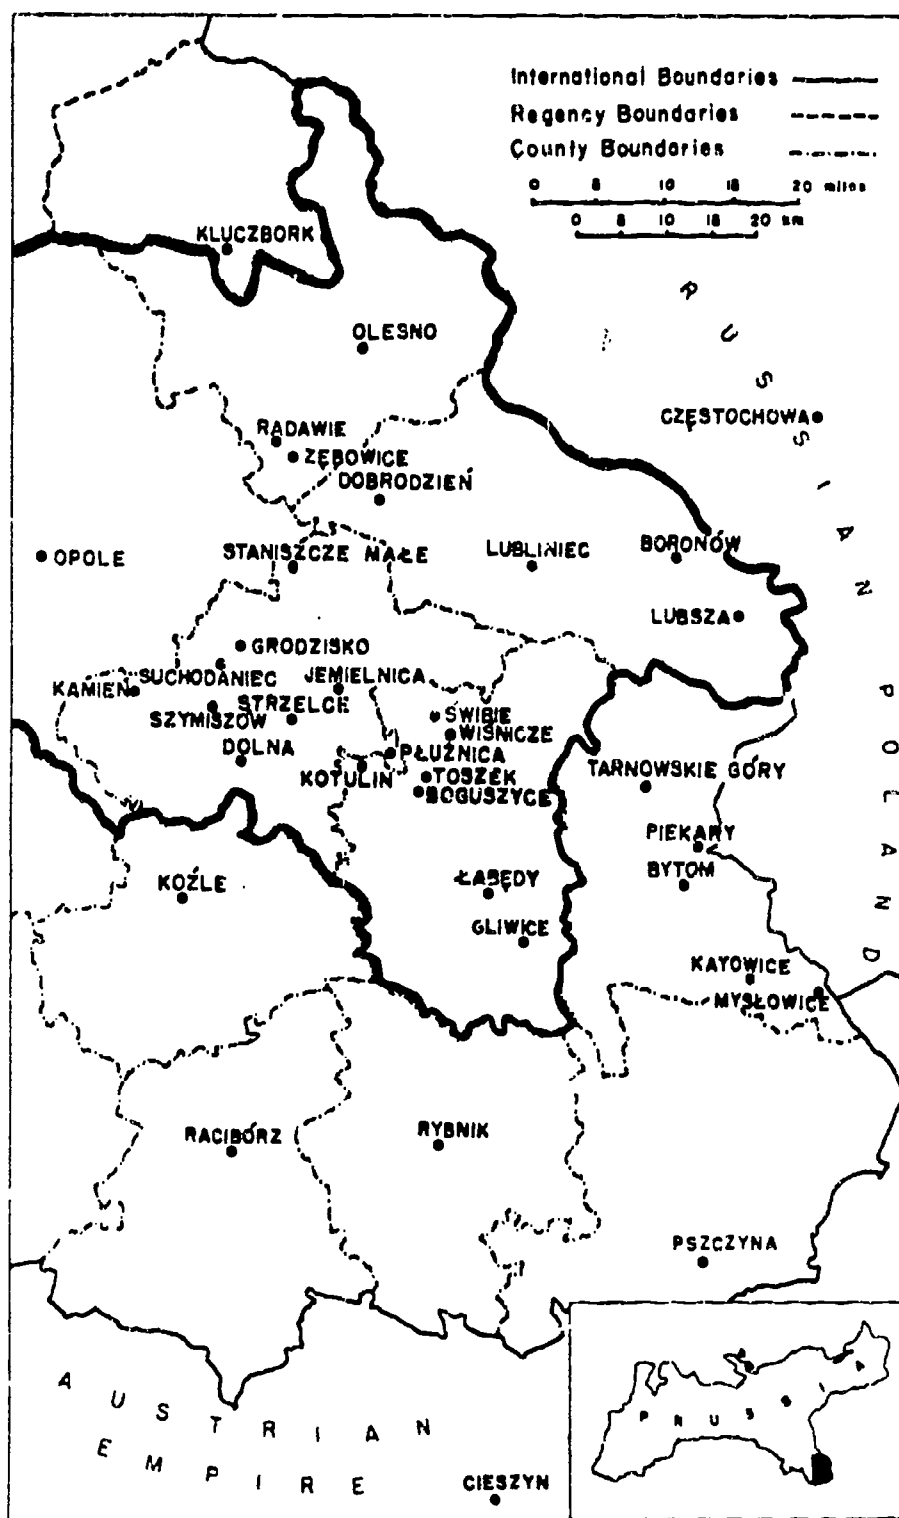 International Boundaries
Regency Boundaries
County Boundaries
0 5 10 15 20 miles
0 5 10 15 20 km
KLUCZBORK
OLESNO
RUSSIAN POLAND
CZĘSTOCHOWA
RADAWIE
ZĘBOWICE
DOBRODZIEŃ
OPOLE
STANISZCZE MAŁE
LUBLINIEC
BORONÓW
LUBSZA
GRODZISKO
SUCHODANIEC
JEMIELNICA
KAMIEŃ
STRZELCE
SZYMISZÓW
ŚWIBIE
WIŚNICZE
DOLNA
PŁUŻNICA
KOTULIN
TOSZEK
BOGUSZYCE
TARNOWSKIE GÓRY
PIEKARY
BYTOM
KOŹLE
ŁABĘDY
GLIWICE
KATOWICE
MYSŁOWICE
RACIBÓRZ
RYBNIK
PSZCZYNA
AUSTRIAN
EMPIRE
CIESZYN
PRUSSIA